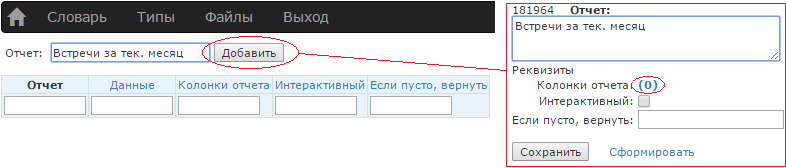 Словарь Типы Файлы Выход
Отчет: Встречи за тек. месяц Добавить
Отчет Данные Колонки отчета Интерактивный Если пусто, вернуть
181964 Отчет:
Встречи за тек. месяц
Реквизиты
Колонки отчета: (0)
Интерактивный:
Если пусто, вернуть:
Сохранить Сформировать